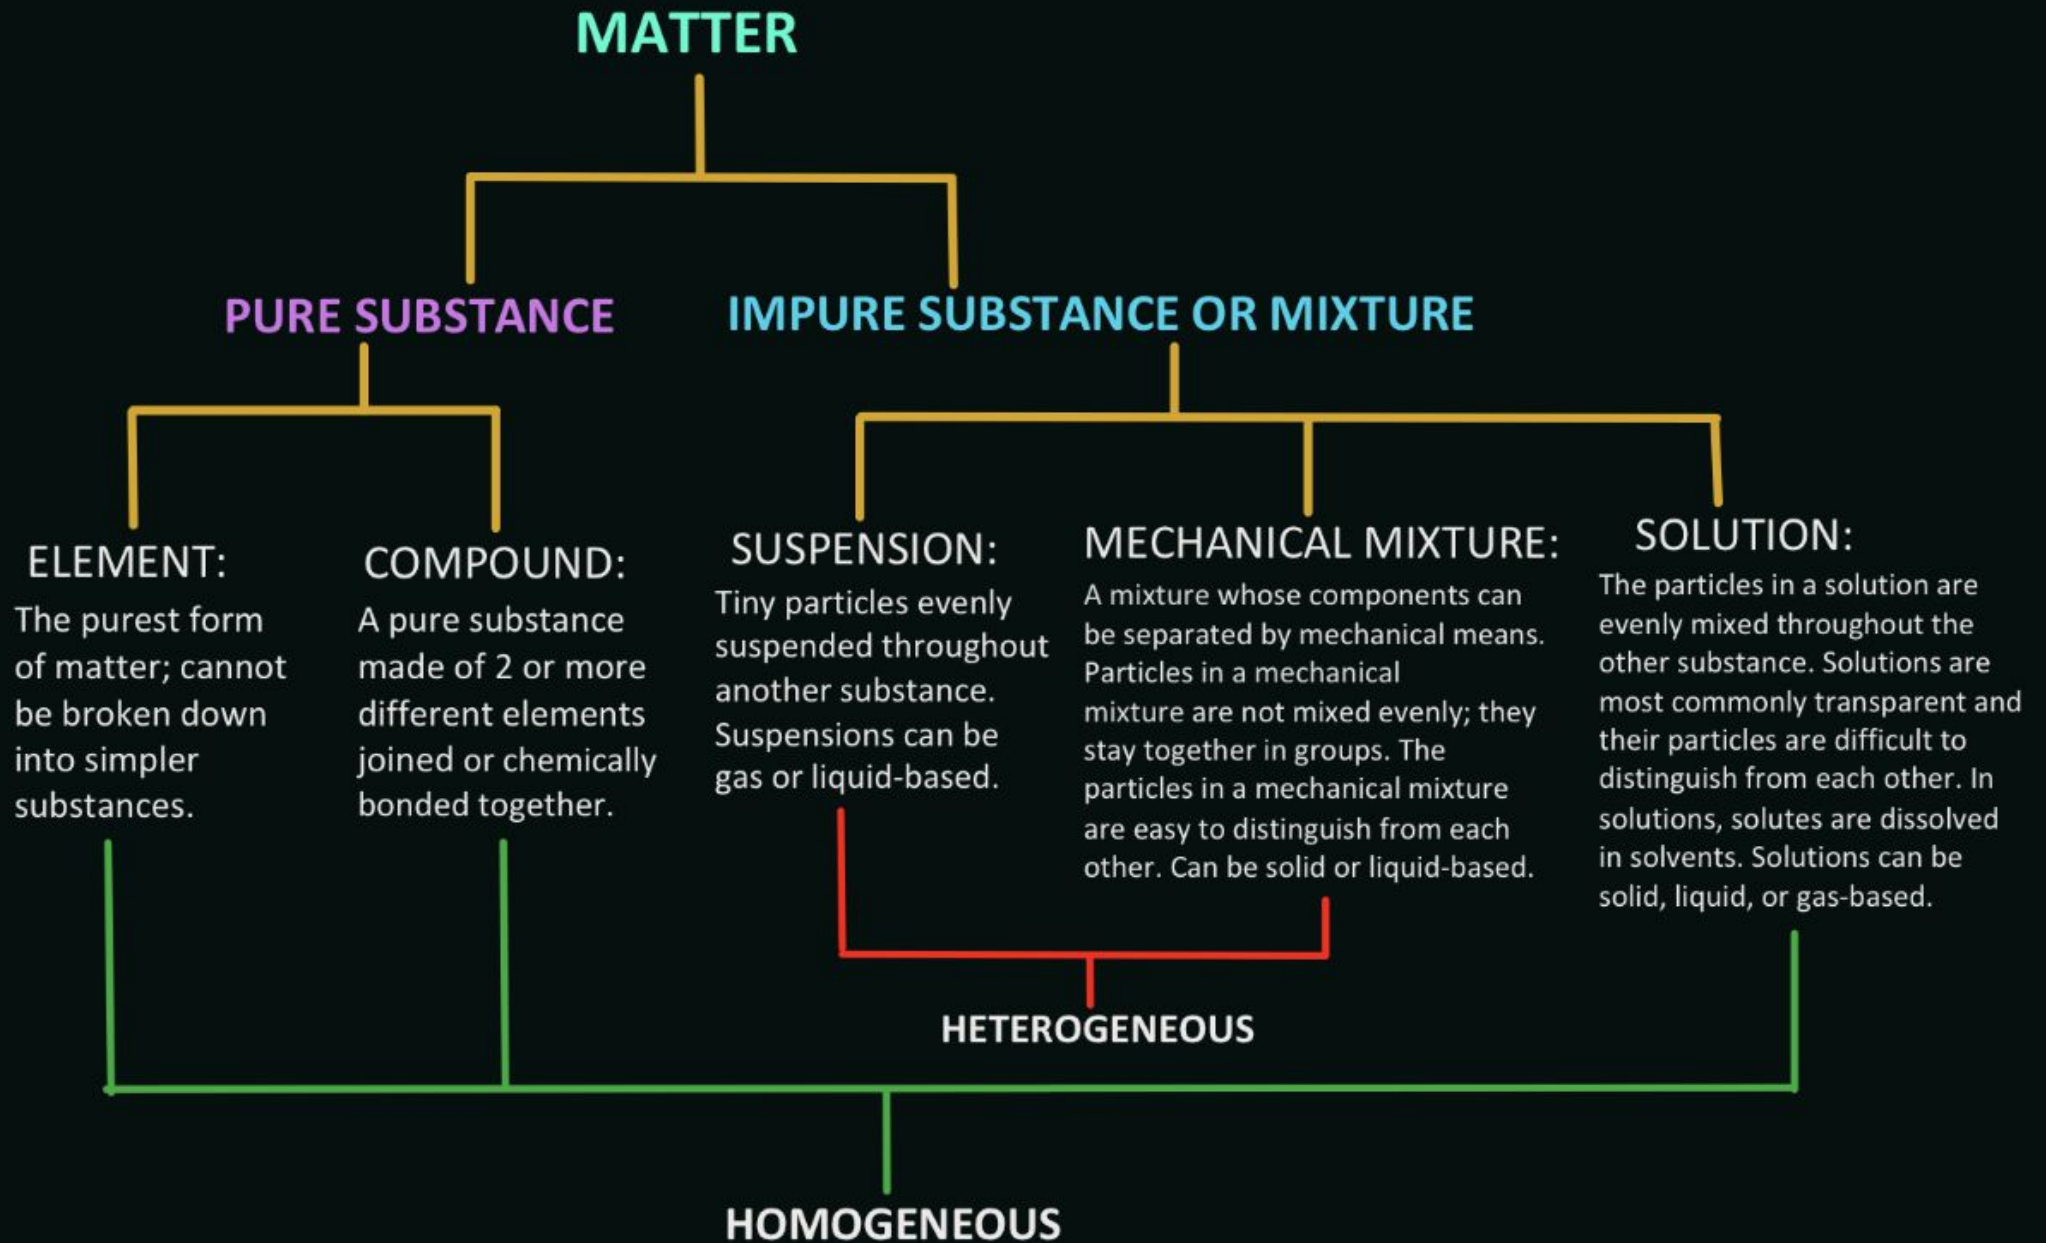 MATTER
PURE SUBSTANCE
IMPURE SUBSTANCE OR MIXTURE
ELEMENT:
The purest form
of matter; cannot
be broken down
into simpler
substances.
COMPOUND:
A pure substance
made of 2 or more
different elements
joined or chemically
bonded together.
SUSPENSION:
Tiny particles evenly
suspended throughout
another substance.
Suspensions can be
gas or liquid-based.
MECHANICAL MIXTURE:
A mixture whose components can
be separated by mechanical means.
Particles in a mechanical
mixture are not mixed evenly; they
stay together in groups. The
particles in a mechanical mixture
are easy to distinguish from each
other. Can be solid or liquid-based.
SOLUTION:
The particles in a solution are
evenly mixed throughout the
other substance. Solutions are
most commonly transparent and
their particles are difficult to
distinguish from each other. In
solutions, solutes are dissolved
in solvents. Solutions can be
solid, liquid, or gas-based.
HETEROGENEOUS
HOMOGENEOUS